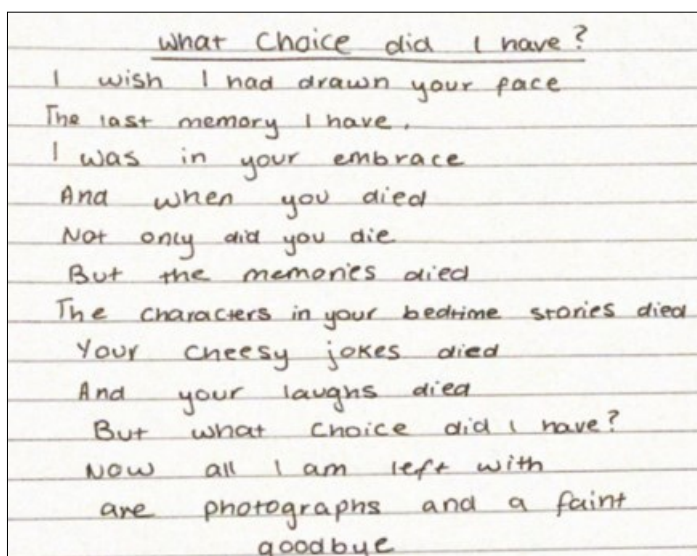 What Choice did I have?
I wish I had drawn your face
The last memory I have,
I was in your embrace
And when you died
Not only did you die
But the memories died
The characters in your bedtime stories died
Your cheesy jokes died
And your laughs died
But what choice did I have?
Now all I am left with
are photographs and a faint
goodbye